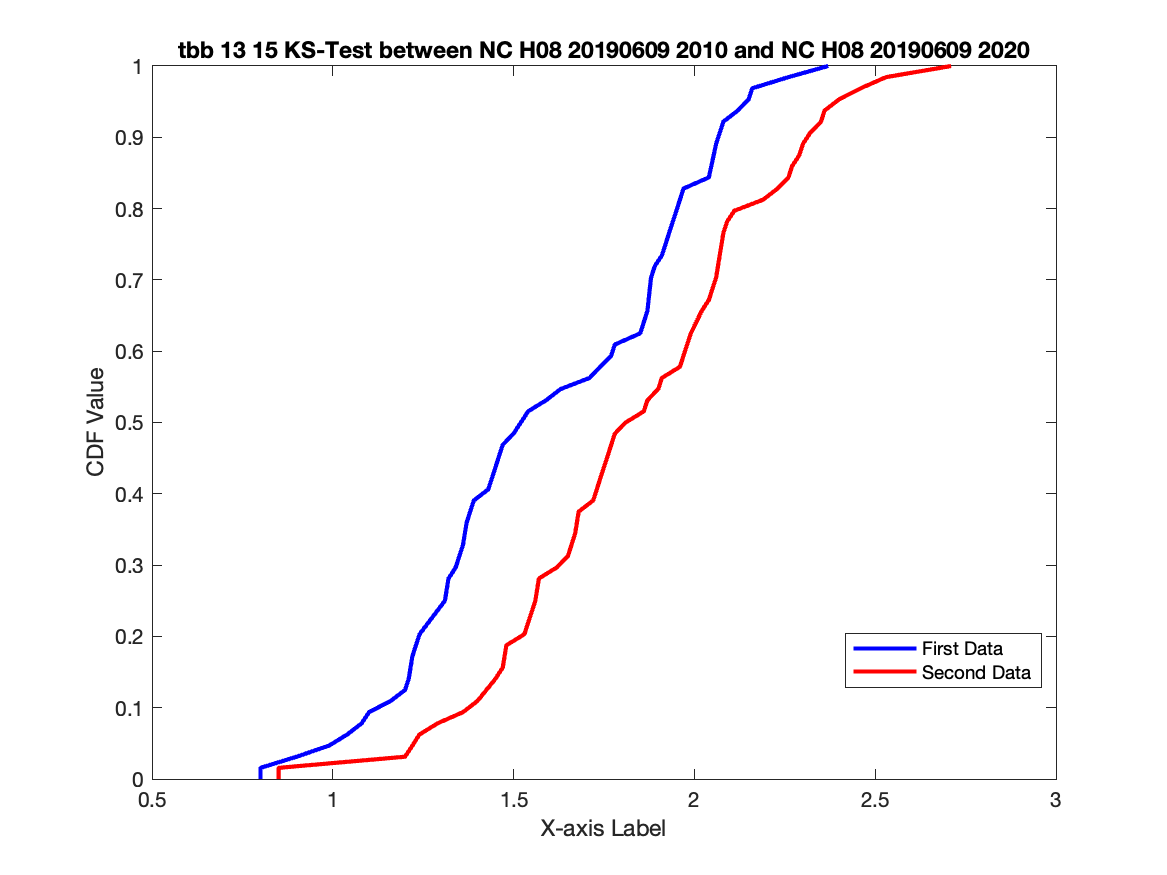 tbb 13 15 KS-Test between NC H08 20190609 2010 and NC H08 20190609 2020
1
0.9
0.8
0.7
0.6
0.5
0.4
0.3
0.2
0.1
0
CDF Value
First Data
Second Data
0.5 1 1.5 2 2.5 3
X-axis Label